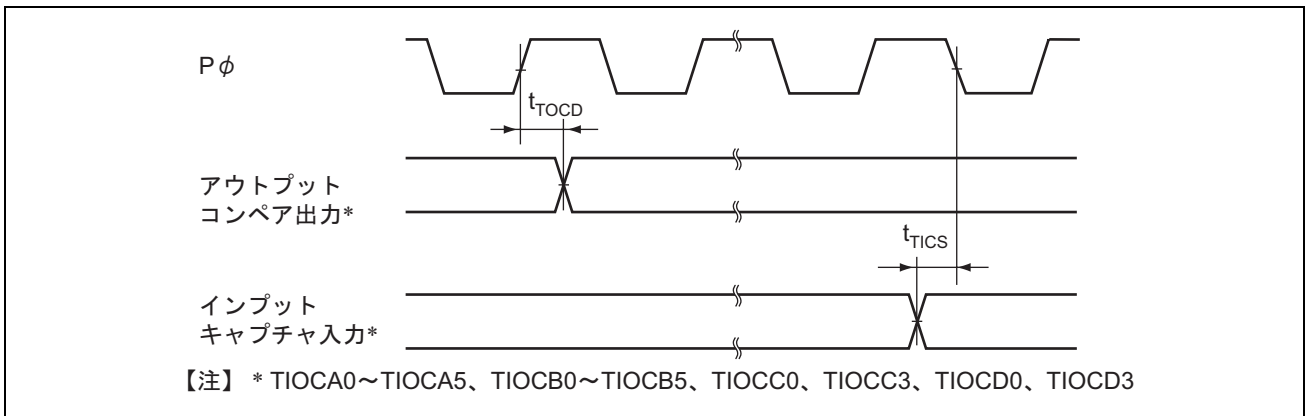 Pφ
tTOCD
アウトプット
コンペア出力*
tTICS
インプット
キャプチャ入力*
【注】 * TIOCA0～TIOCA5、TIOCB0～TIOCB5、TIOCC0、TIOCC3、TIOCD0、TIOCD3